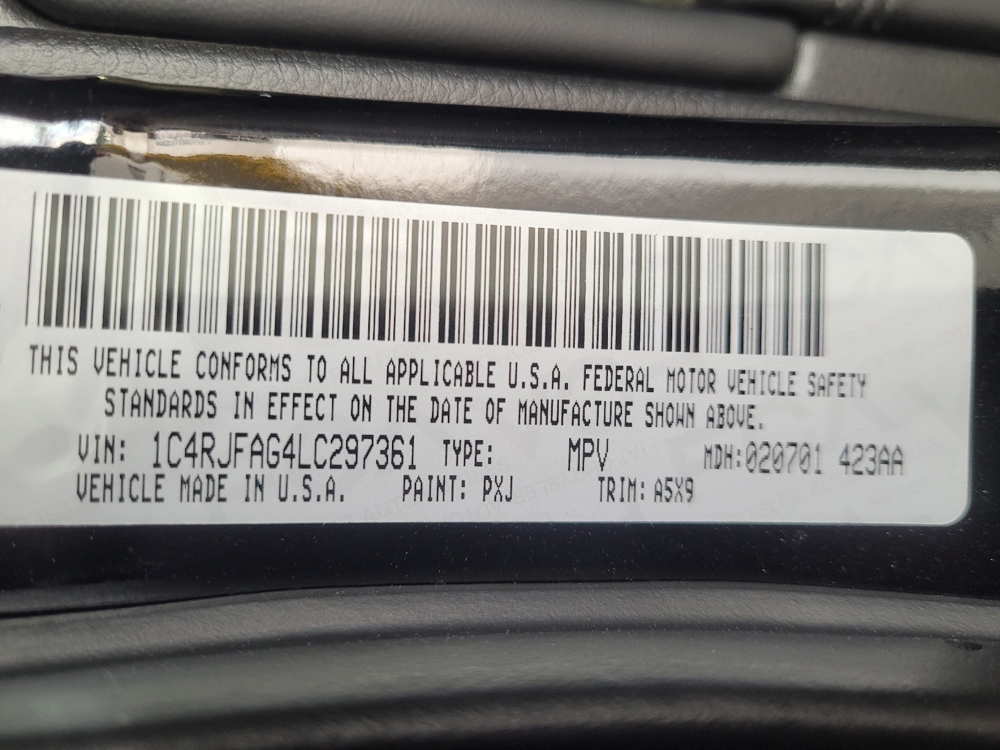 THIS VEHICLE CONFORMS TO ALL APPLICABLE U.S.A. FEDERAL MOTOR VEHICLE SAFETY
STANDARDS IN EFFECT ON THE DATE OF MANUFACTURE SHOWN ABOVE.
VIN: 1C4RJFAG4LC297361 TYPE: MPV MDH:020701 423AA
VEHICLE MADE IN U.S.A. PAINT: PXJ TRIM: A5X9